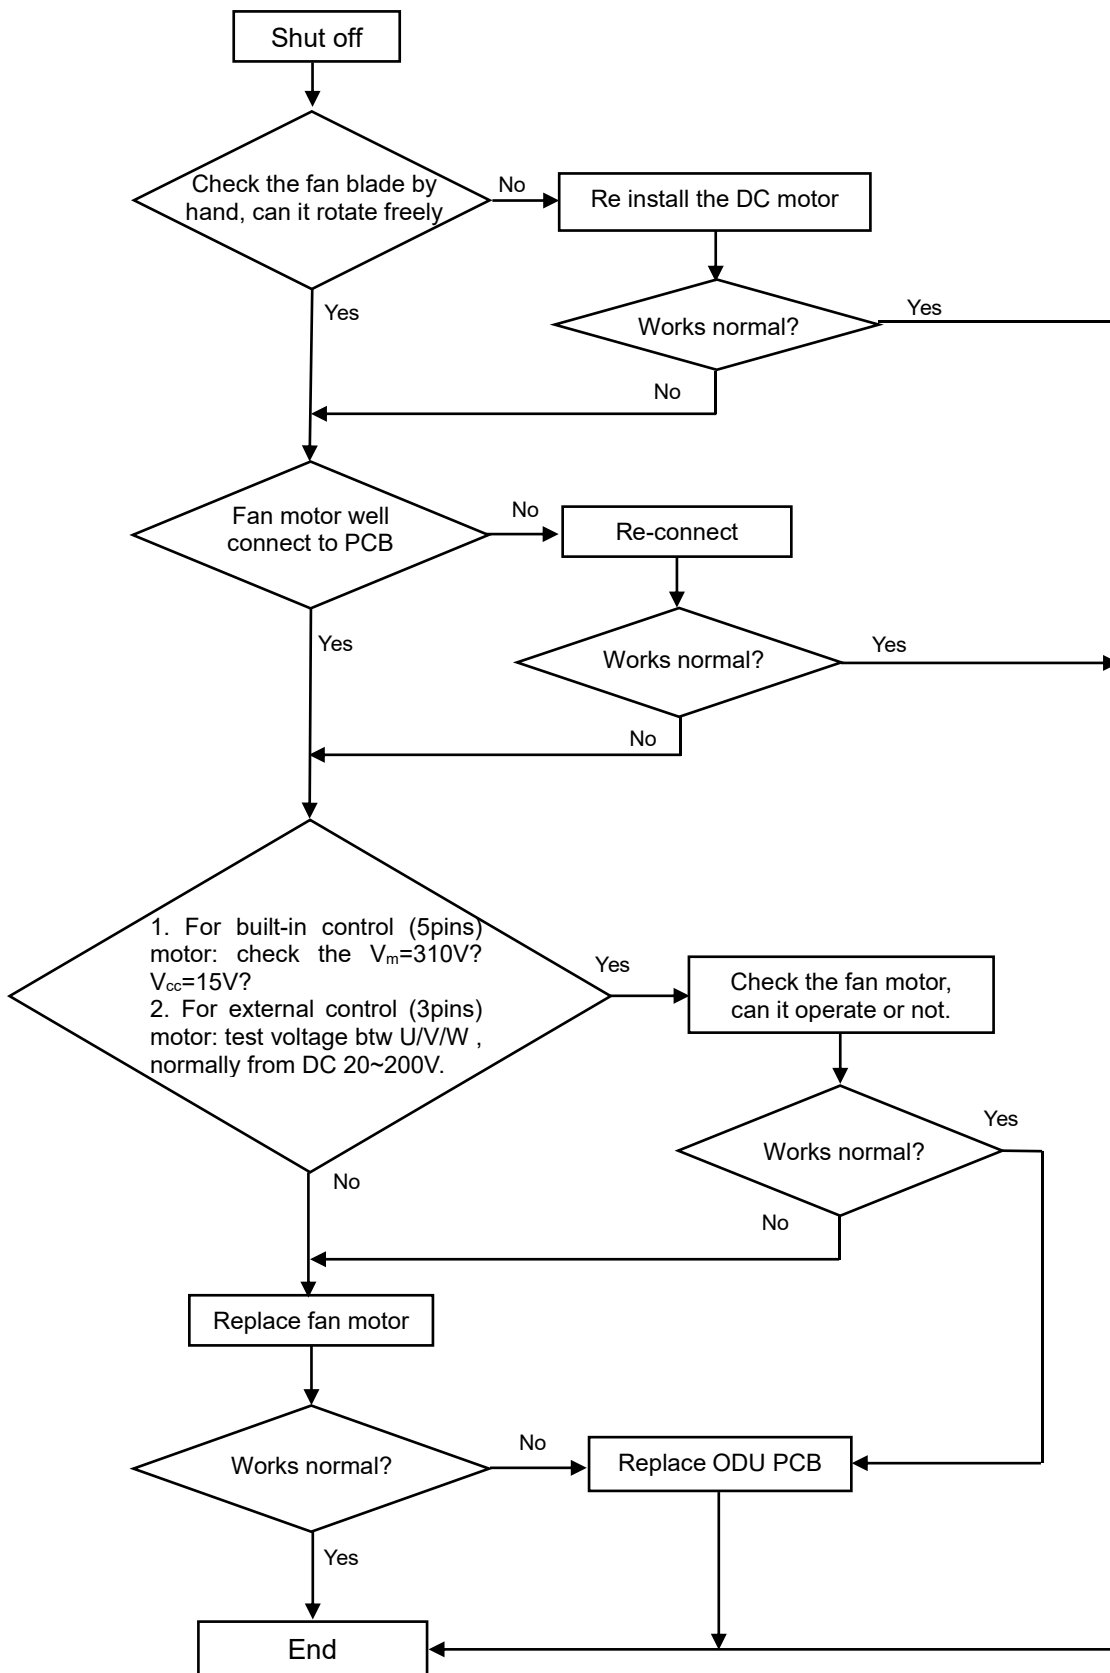 Shut off
Check the fan blade by
hand, can it rotate freely
No
Re install the DC motor
Yes
Works normal?
Yes
No
Fan motor well
connect to PCB
No
Re-connect
Yes
Works normal?
Yes
No
1. For built-in control (5pins)
motor: check the Vm=310V?
Vcc=15V?
2. For external control (3pins)
motor: test voltage btw U/V/W ,
normally from DC 20~200V.
Yes
Check the fan motor,
can it operate or not.
No
Works normal?
Yes
No
Replace fan motor
Works normal?
No
Replace ODU PCB
Yes
End